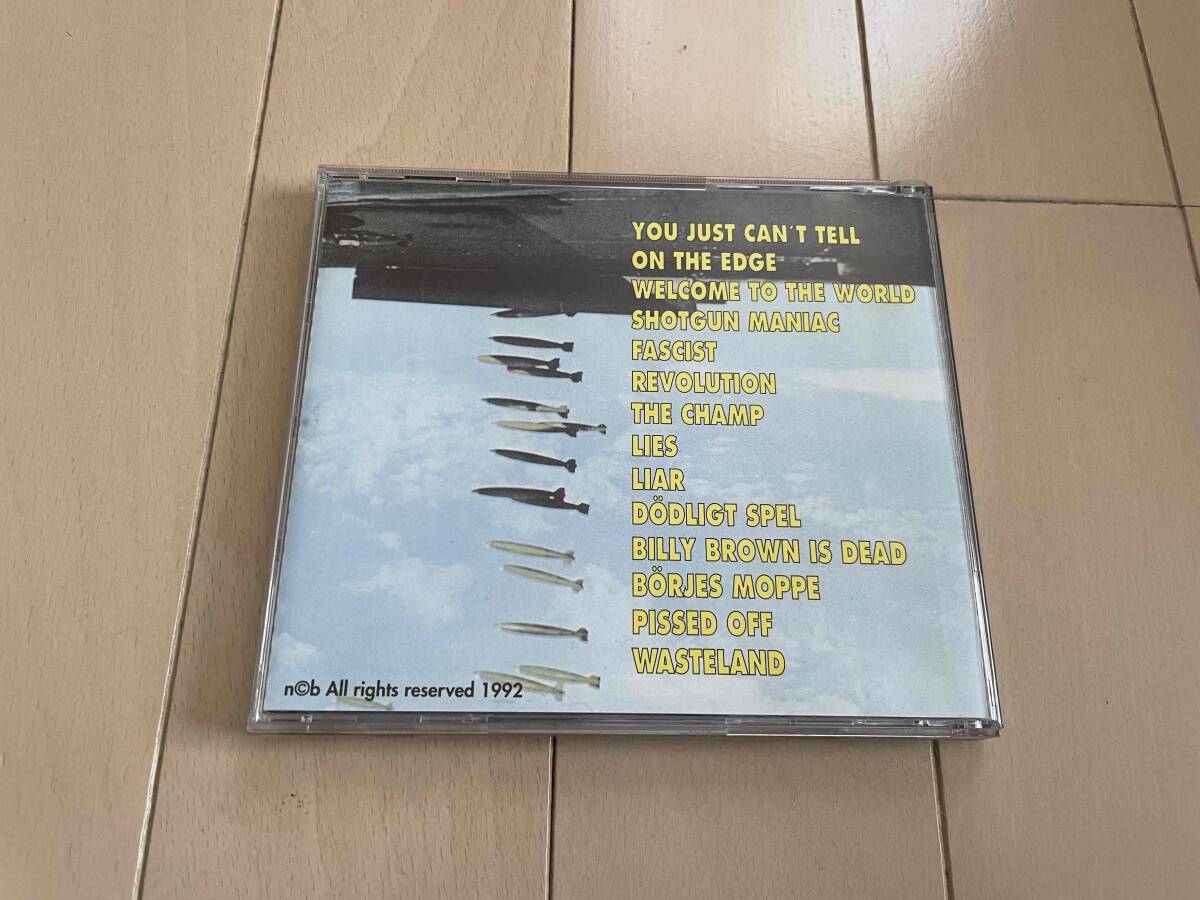 YOU JUST CAN´T TELL
ON THE EDGE
WELCOME TO THE WORLD
SHOTGUN MANIAC
FASCIST
REVOLUTION
THE CHAMP
LIES
LIAR
DÖDLIGT SPEL
BILLY BROWN IS DEAD
BÖRJES MOPPE
PISSED OFF
WASTELAND
n©b All rights reserved 1992